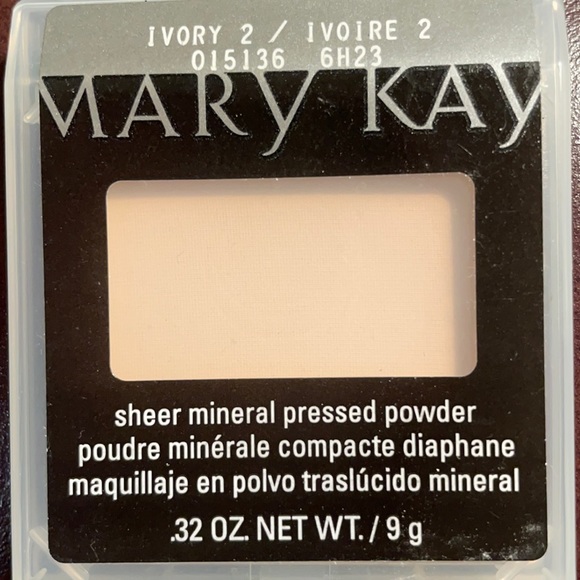 IVORY 2 / IVOIRE 2
015136 6H23
MARY KAY
sheer mineral pressed powder
poudre minérale compacte diaphane
maquillaje en polvo traslúcido mineral
.32 OZ. NET WT. / 9 g